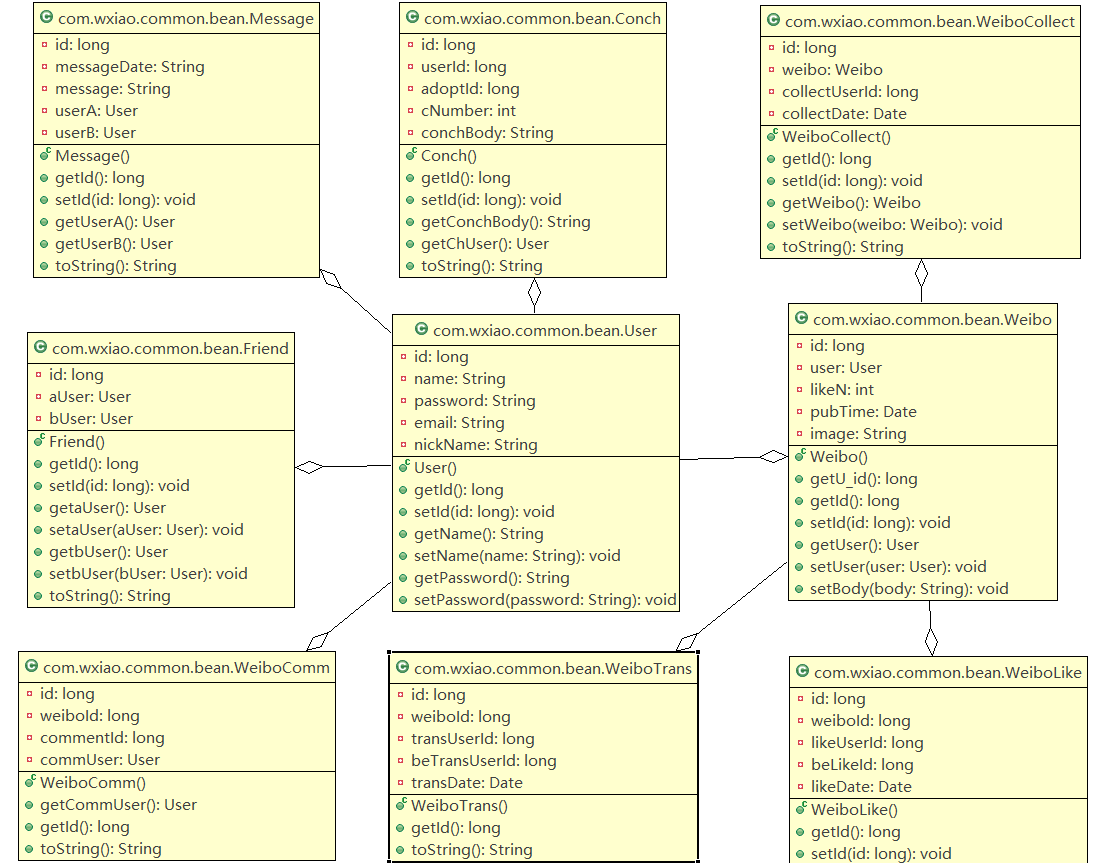 com.wxiao.common.bean.Message
id: long
messageDate: String
message: String
userA: User
userB: User
Message()
getId(): long
setId(id: long): void
getUserA(): User
getUserB(): User
toString(): String
com.wxiao.common.bean.Conch
id: long
userId: long
adoptId: long
cNumber: int
conchBody: String
Conch()
getId(): long
setId(id: long): void
getConchBody(): String
getChUser(): User
toString(): String
com.wxiao.common.bean.WeiboCollect
id: long
weibo: Weibo
collectUserId: long
collectDate: Date
WeiboCollect()
getId(): long
setId(id: long): void
getWeibo(): Weibo
setWeibo(weibo: Weibo): void
toString(): String
com.wxiao.common.bean.Friend
id: long
aUser: User
bUser: User
Friend()
getId(): long
setId(id: long): void
getaUser(): User
setaUser(aUser: User): void
getbUser(): User
setbUser(bUser: User): void
toString(): String
com.wxiao.common.bean.User
id: long
name: String
password: String
email: String
nickName: String
User()
getId(): long
setId(id: long): void
getName(): String
setName(name: String): void
getPassword(): String
setPassword(password: String): void
com.wxiao.common.bean.Weibo
id: long
user: User
likeN: int
pubTime: Date
image: String
Weibo()
getU_id(): long
getId(): long
setId(id: long): void
getUser(): User
setUser(user: User): void
setBody(body: String): void
com.wxiao.common.bean.WeiboComm
id: long
weiboId: long
commentId: long
commUser: User
WeiboComm()
getCommUser(): User
getId(): long
toString(): String
com.wxiao.common.bean.WeiboTrans
id: long
weiboId: long
transUserId: long
beTransUserId: long
transDate: Date
WeiboTrans()
getId(): long
toString(): String
com.wxiao.common.bean.WeiboLike
id: long
weiboId: long
likeUserId: long
beLikeId: long
likeDate: Date
WeiboLike()
getId(): long
setId(id: long): void